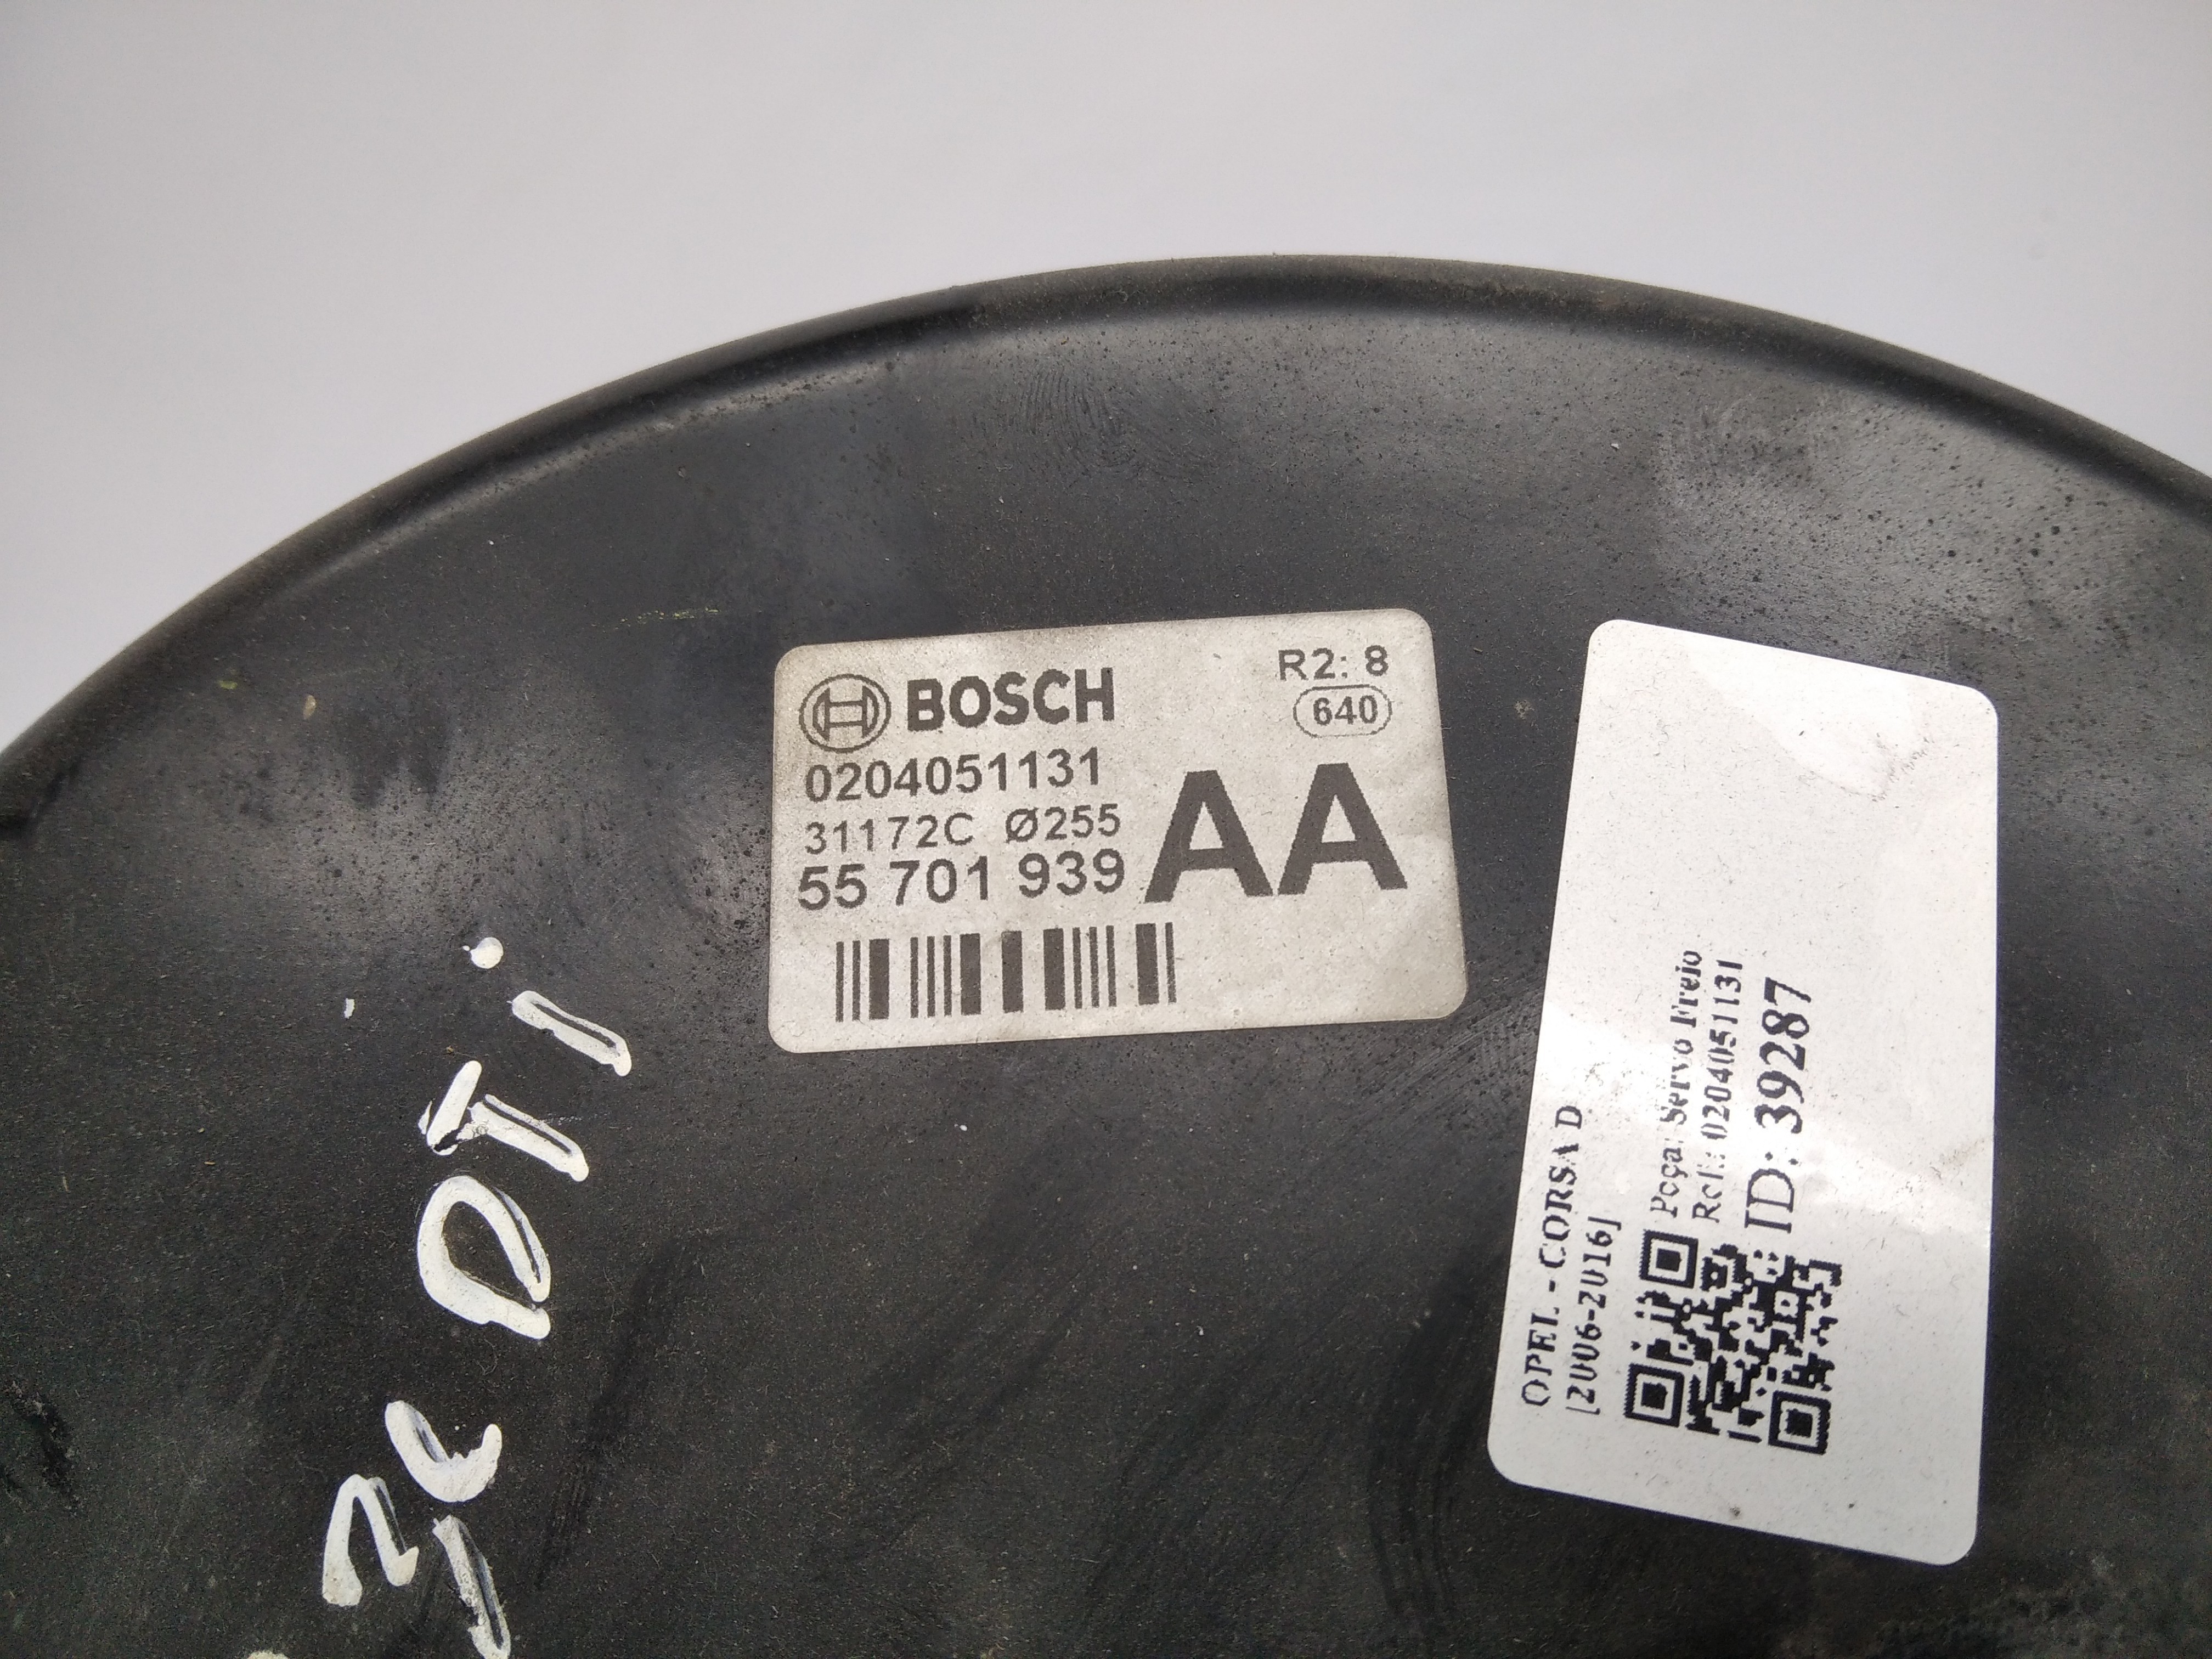 BOSCH
R2: 8
640
0204051131
31172C Ø255
55 701 939
AA
OPEL - CORSA D
[2006-2016]
Peça: Servo Freio
Ref.: 0204051131
ID: 39287
DTi